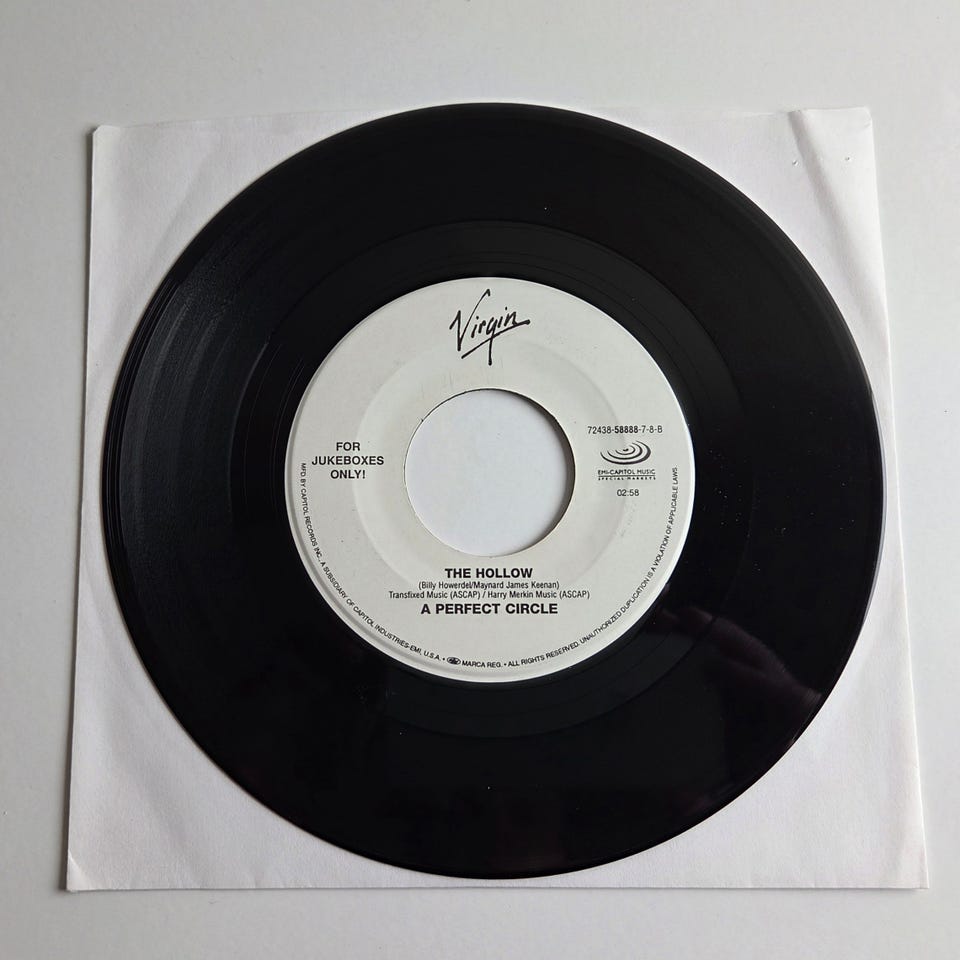 Virgin
FOR
JUKEBOXES
ONLY!
72438-58888-7-8-B
EMI-CAPITOL MUSIC
SPECIAL MARKETS
02:58
THE HOLLOW
(Billy Howerdel/Maynard James Keenan)
Transfixed Music (ASCAP) / Harry Merkin Music (ASCAP)
A PERFECT CIRCLE
MFD. BY CAPITOL RECORDS INC., A SUBSIDIARY OF CAPITOL INDUSTRIES-EMI, U.S.A. • MARCA REG. • ALL RIGHTS RESERVED. UNAUTHORIZED DUPLICATION IS A VIOLATION OF APPLICABLE LAWS.